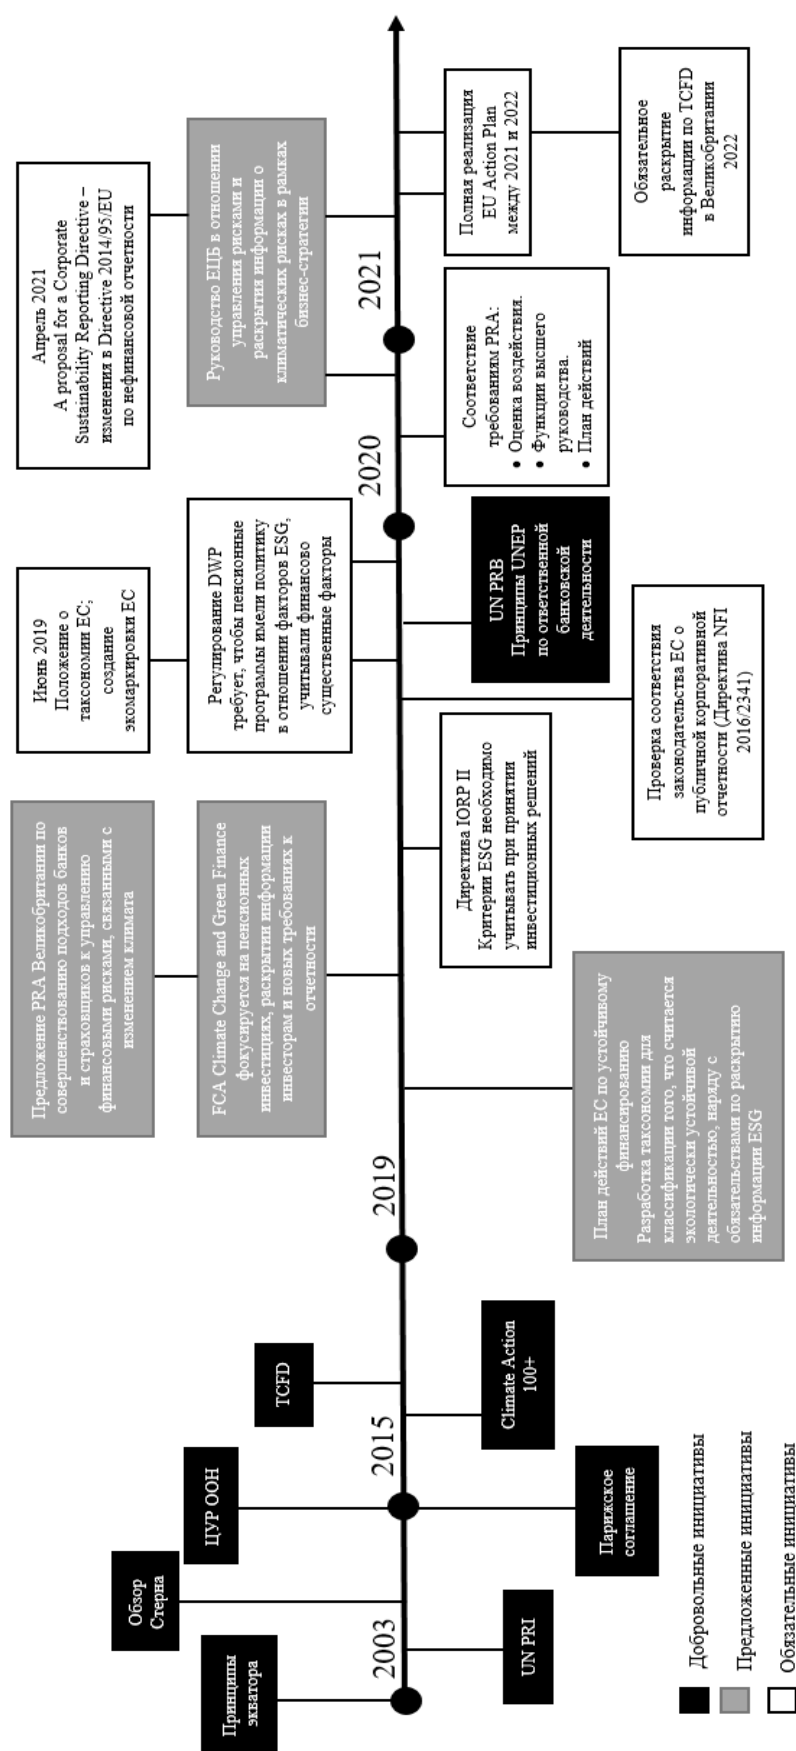 Принципы
экватора
Обзор
Стерна
ЦУР ООН
TCFD
Предложение PRA Великобритании по
совершенствованию подходов банков
и страховщиков к управлению
финансовыми рисками, связанными с
изменением климата
FCA Climate Change and Green Finance
фокусируется на пенсионных
инвестициях, раскрытии информации
инвесторам и новых требованиях к
отчетности
Июнь 2019
Положение о
таксономии ЕС;
создание
экомаркировки ЕС
Регулирование DWP
требует, чтобы пенсионные
программы имели политику
в отношении факторов ESG,
учитывали финансово
существенные факторы
Апрель 2021
A proposal for a Corporate
Sustainability Reporting Directive –
изменения в Directive 2014/95/EU
по нефинансовой отчетности
Руководство ЕЦБ в отношении
управления рисками и
раскрытия информации о
климатических рисках в рамках
бизнес-стратегии
2003
2015
2019
2020
2021
UN PRI
Парижское
соглашение
Climate Action
100+
План действий ЕС по устойчивому
финансированию
Разработка таксономии для
классификации того, что считается
экологически устойчивой
деятельностью, наряду с
обязательствами по раскрытию
информации ESG
Директива IORP II
Критерии ESG необходимо
учитывать при принятии
инвестиционных решений
Проверка соответствия
законодательства ЕС о
публичной корпоративной
отчетности (Директива NFI
2016/2341)
UN PRB
Принципы UNEP
по ответственной
банковской
деятельности
Соответствие
требованиям PRA:
• Оценка воздействия.
• Функции высшего
руководства.
• План действий
Полная реализация
EU Action Plan
между 2021 и 2022
Обязательное
раскрытие
информации по TCFD
в Великобритании
2022
Добровольные инициативы
Предложенные инициативы
Обязательные инициативы